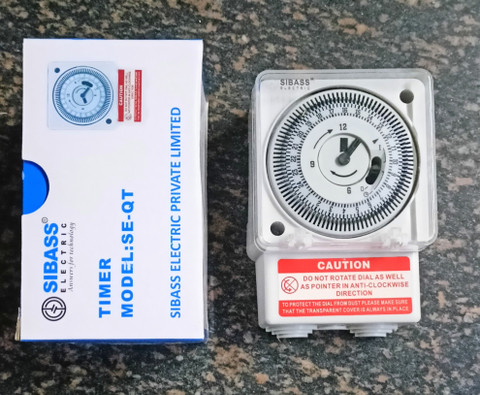 SIBASS
ELECTRIC
Answers for technology
TIMER
MODEL:SE-QT
SIBASS ELECTRIC PRIVATE LIMITED
CAUTION
SIBASS
ELECTRIC
12
9
6
CAUTION
DO NOT ROTATE DIAL AS WELL
AS POINTER IN ANTI-CLOCKWISE
DIRECTION
TO PROTECT THE DIAL FROM DUST PLEASE MAKE SURE
THAT THE TRANSPARENT COVER IS ALWAYS IN PLACE